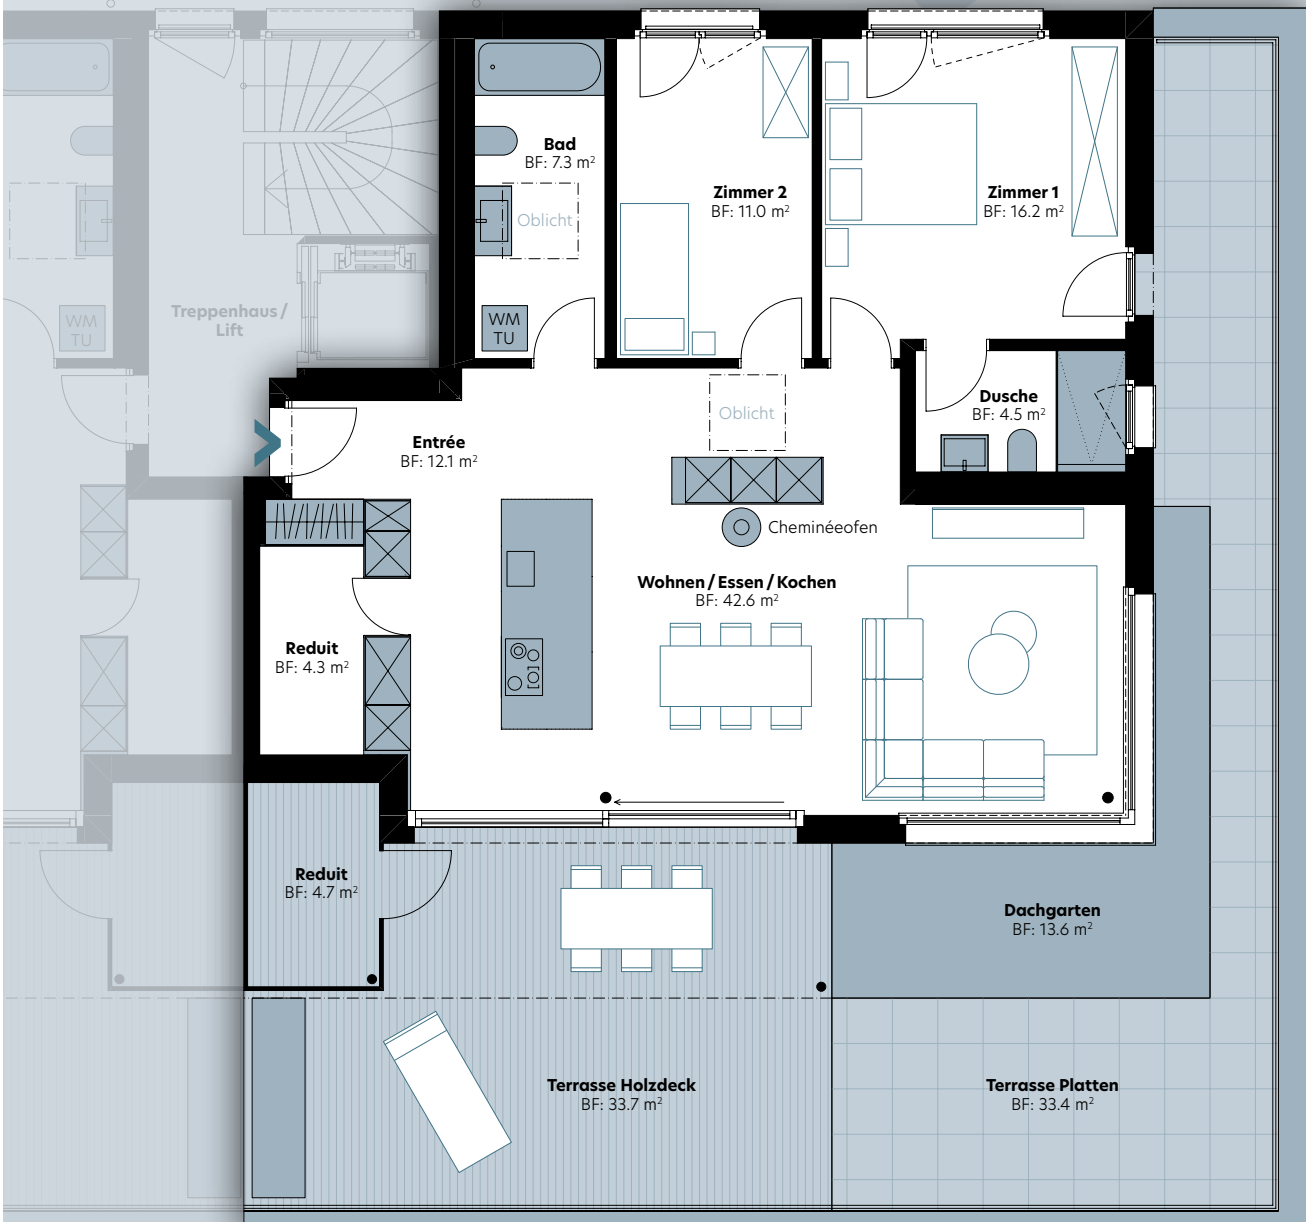 Bad
BF: 7.3 m²
Oblicht
WM
TU
Zimmer 2
BF: 11.0 m²
Zimmer 1
BF: 16.2 m²
Treppenhaus /
Lift
WM
TU
Dusche
BF: 4.5 m²
Oblicht
Entrée
BF: 12.1 m²
Cheminéeofen
Wohnen / Essen / Kochen
BF: 42.6 m²
Reduit
BF: 4.3 m²
Reduit
BF: 4.7 m²
Dachgarten
BF: 13.6 m²
Terrasse Holzdeck
BF: 33.7 m²
Terrasse Platten
BF: 33.4 m²